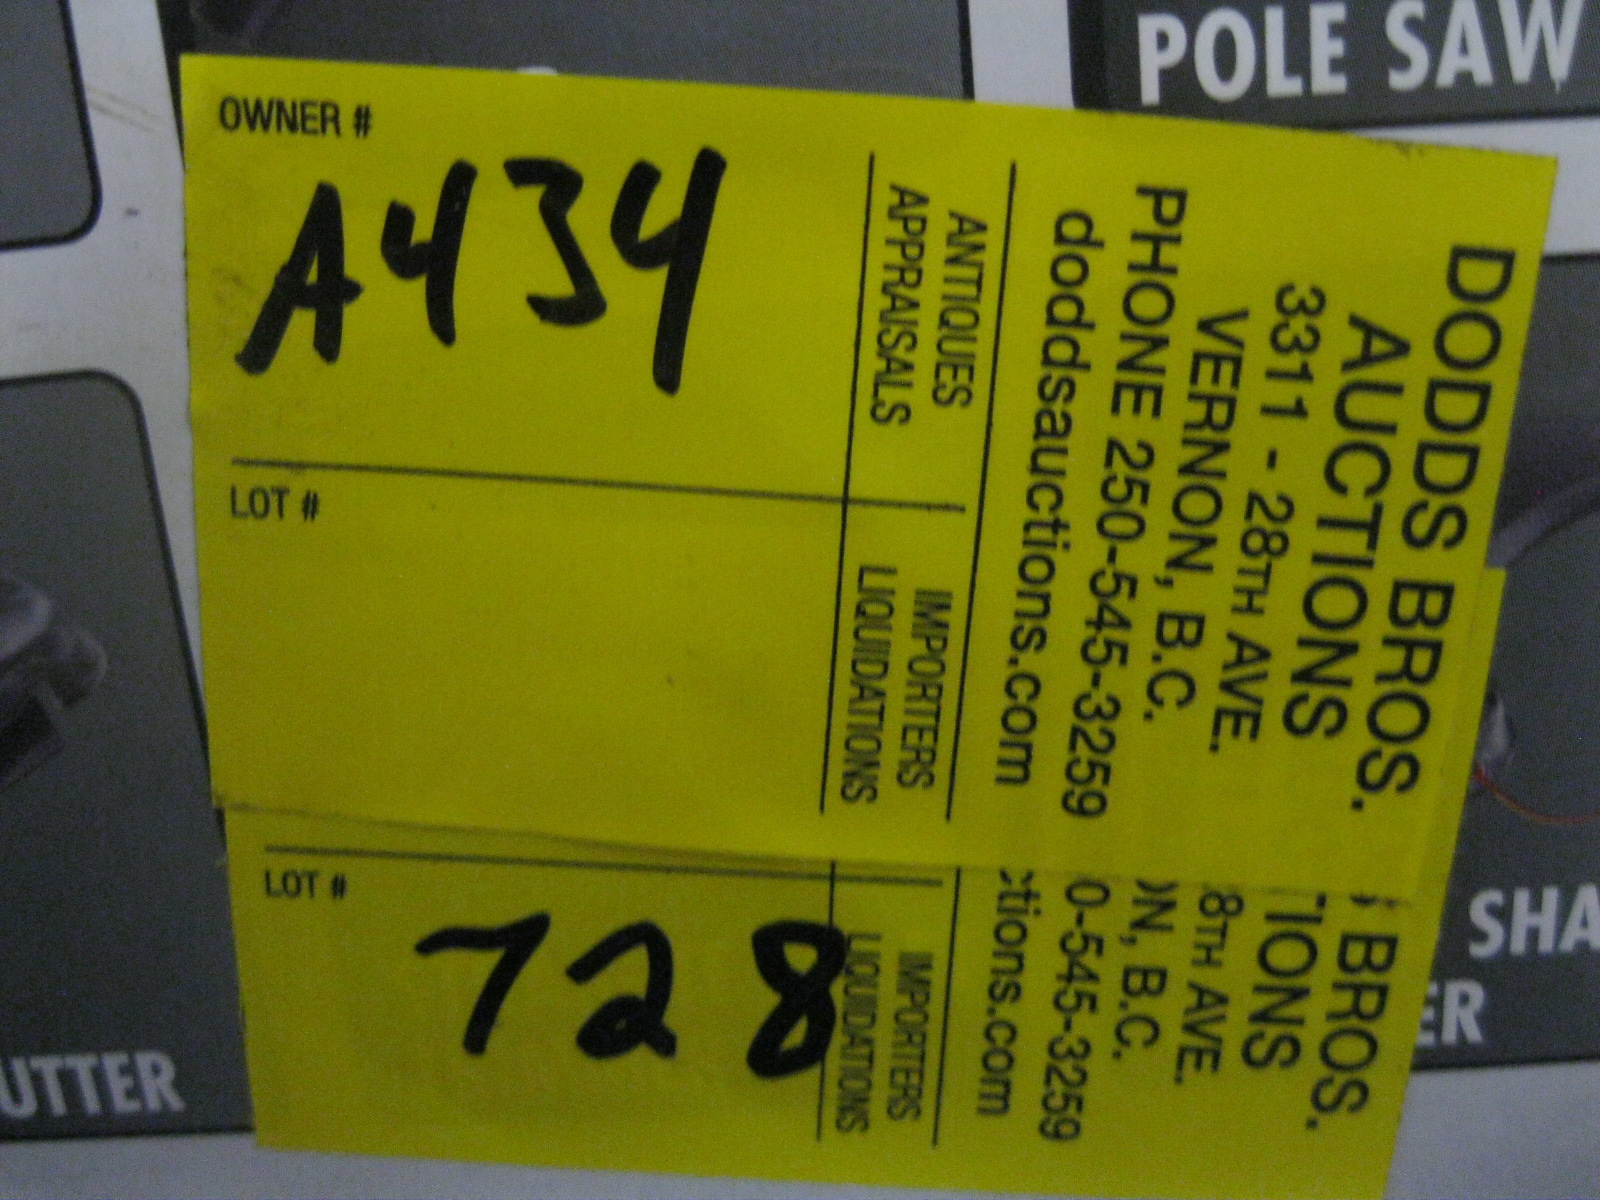 POLE SAW
OWNER #
A434
LOT #
ANTIQUES
APPRAISALS
IMPORTERS
LIQUIDATIONS
DODDS BROS.
AUCTIONS
3311 - 28TH AVE.
VERNON, B.C.
PHONE 250-545-3259
doddsauctions.com
LOT #
728
IMPORTERS
LIQUIDATIONS
BROS.
TIONS
8TH AVE.
ON, B.C.
0-545-3259
ctions.com
UTTER
SHA
ER